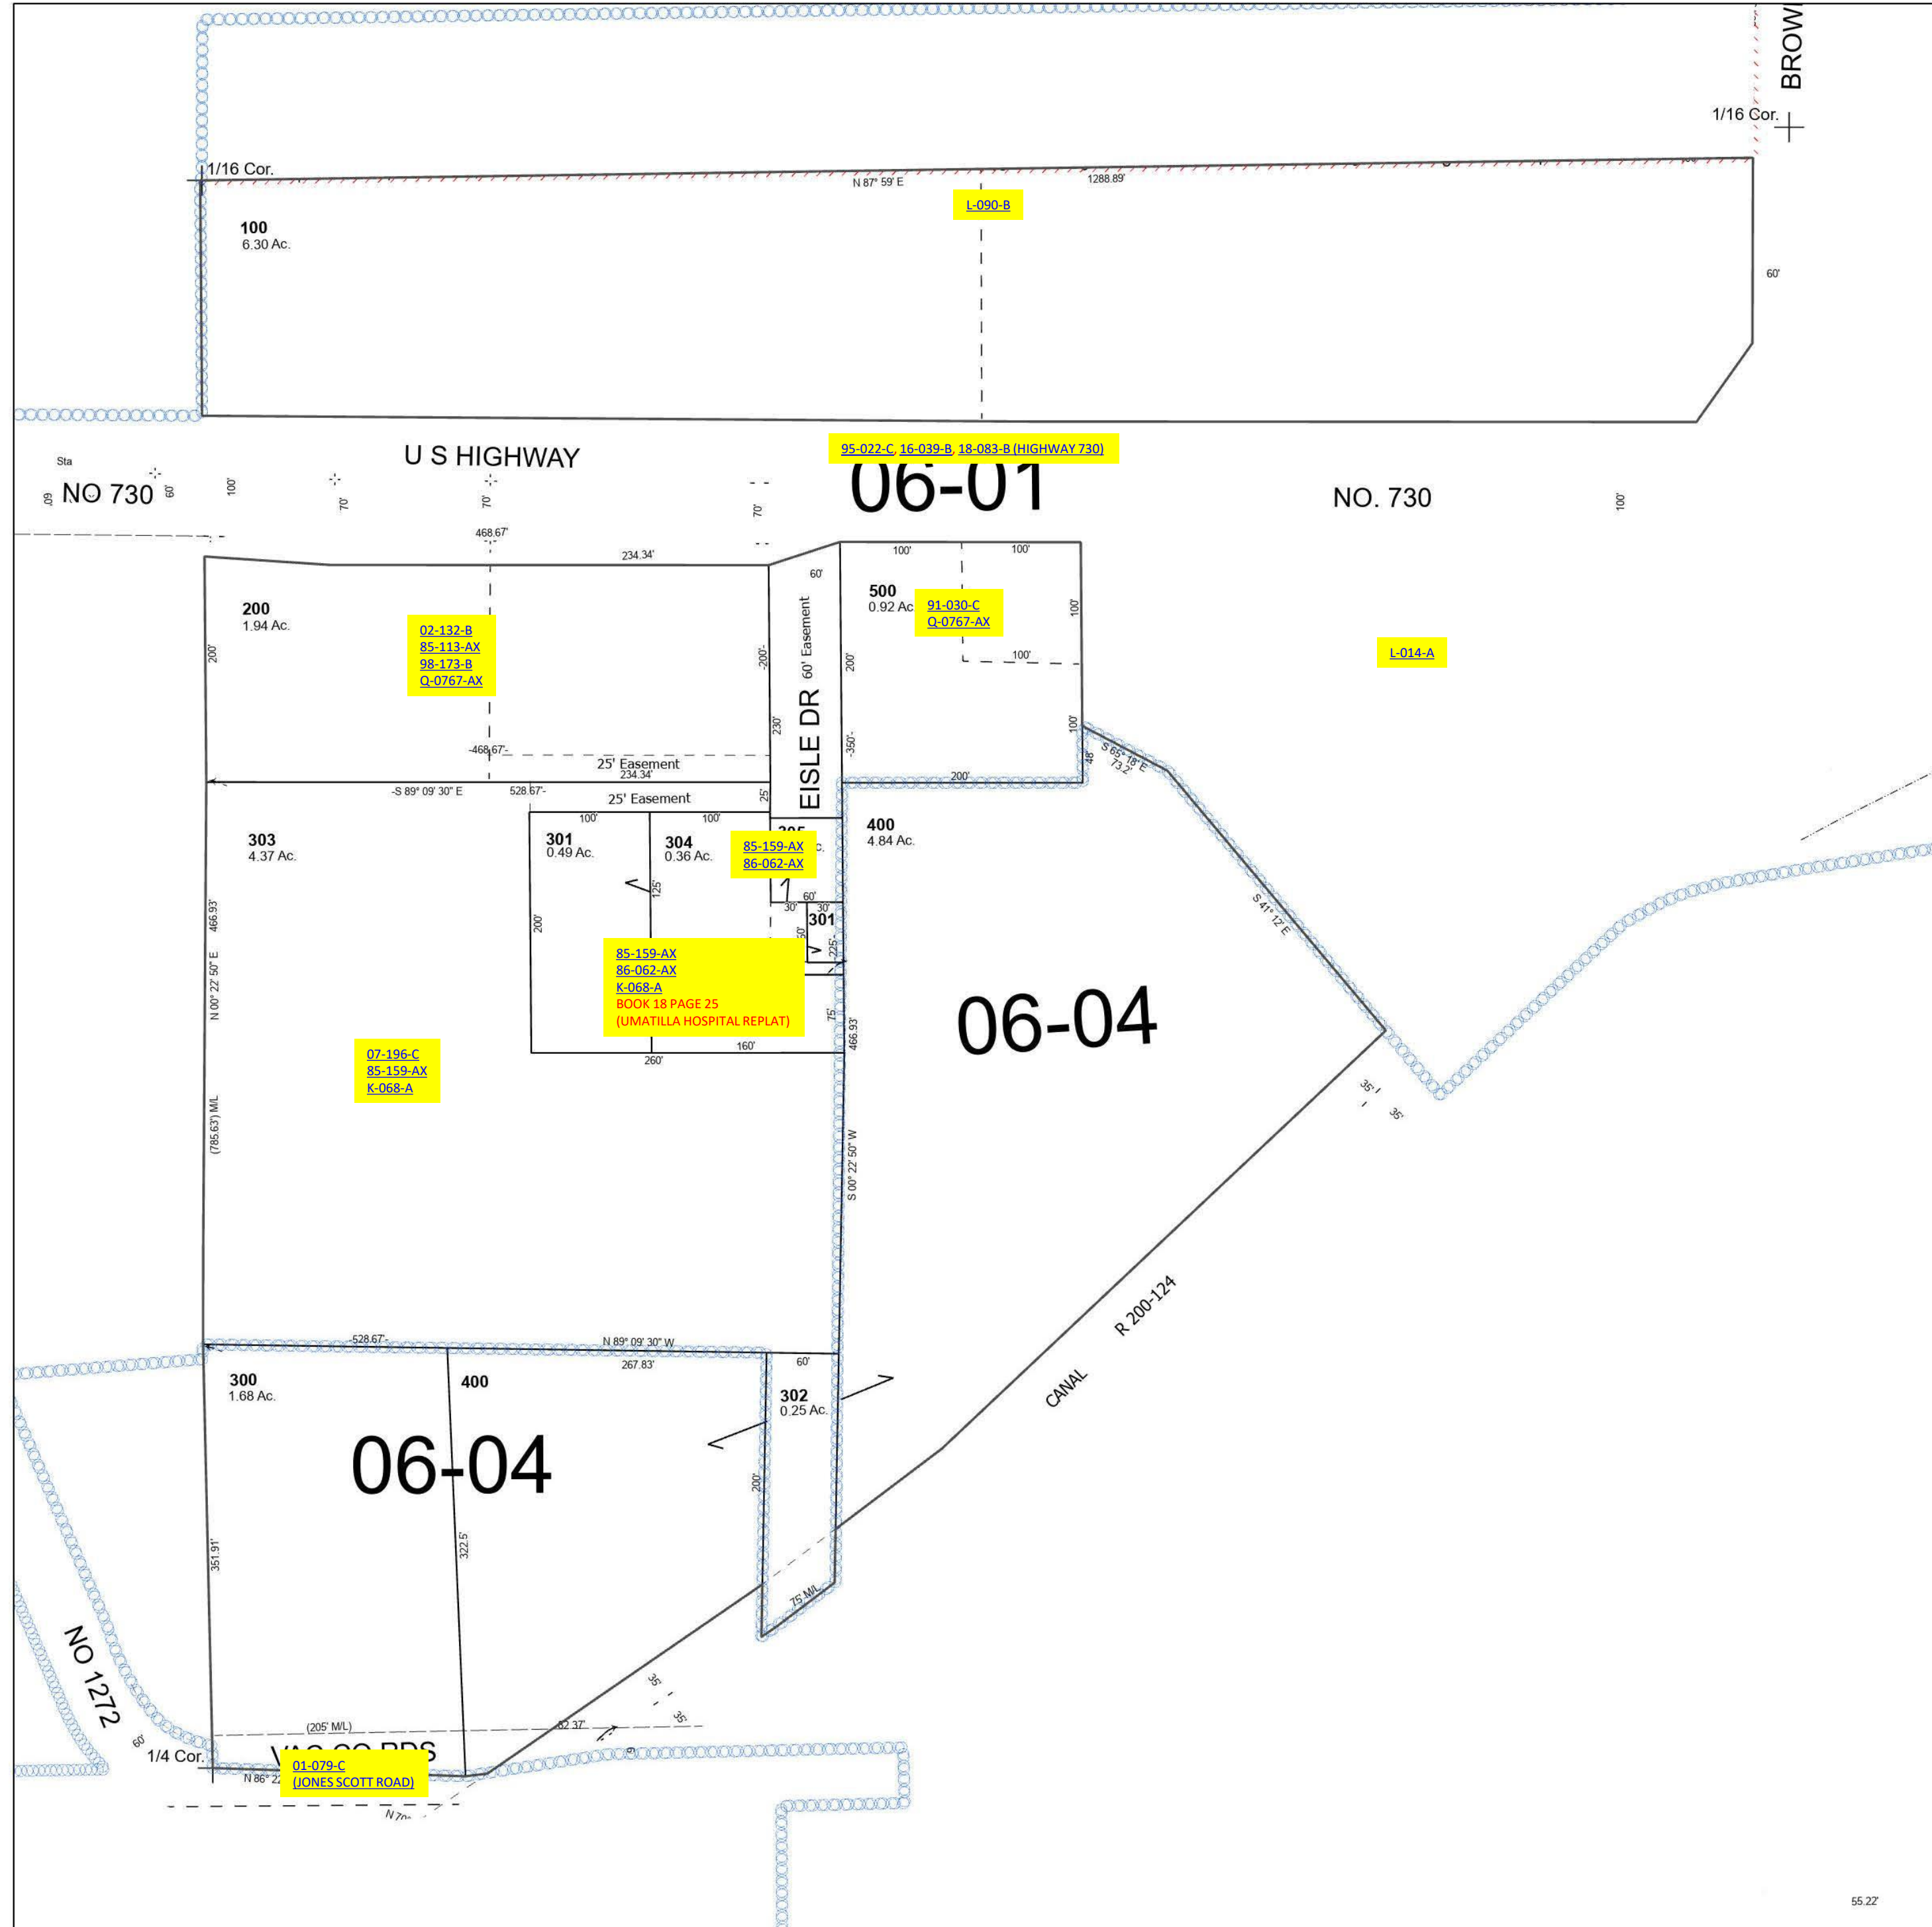 BROW
1/16 Cor.
1/16 Cor.
N 87° 59' E
1288.89'
L-090-B
100
6.30 Ac.
60'
95-022-C, 16-039-B, 18-083-B (HIGHWAY 730)
U S HIGHWAY
06-01
Sta
60'
NO 730
60'
100'
70'
70'
70'
NO. 730
100'
468.67'
234.34'
100'
100'
60'
200
1.94 Ac.
500
0.92 Ac
02-132-B
85-113-AX
98-173-B
Q-0767-AX
91-030-C
Q-0767-AX
100'
200'
-200'-
60' Easement
200'
100'
L-014-A
EISLE DR
230'
-350'-
100'
48'
S 65° 18' E
73.2'
-468.67'-
25' Easement
234.34'
200'
-S 89° 09' 30" E
528.67'-
25' Easement
25'
100'
100'
303
4.37 Ac.
301
0.49 Ac.
304
0.36 Ac.
305
85-159-AX
86-062-AX
c.
400
4.84 Ac.
125'
60'
30'
30'
301
S 41° 12' E
466.93'
200'
225'-
85-159-AX
86-062-AX
K-068-A
BOOK 18 PAGE 25
(UMATILLA HOSPITAL REPLAT)
N 00° 22' 50" E
75'
466.93'
06-04
160'
260'
07-196-C
85-159-AX
K-068-A
35'
35'
(785.63') M/L
S 00° 22' 50" W
R 200-124
CANAL
-528.67'-
N 89° 09' 30" W
267.83'
60'
300
1.68 Ac.
400
302
0.25 Ac.
06-04
200'
351.91'
322.5'
75' M/L
NO 1272
60'
35'
35'
(205' M/L)
82.37'
1/4 Cor.
01-079-C
(JONES SCOTT ROAD)
N 86° 22
N 70°
55.22'